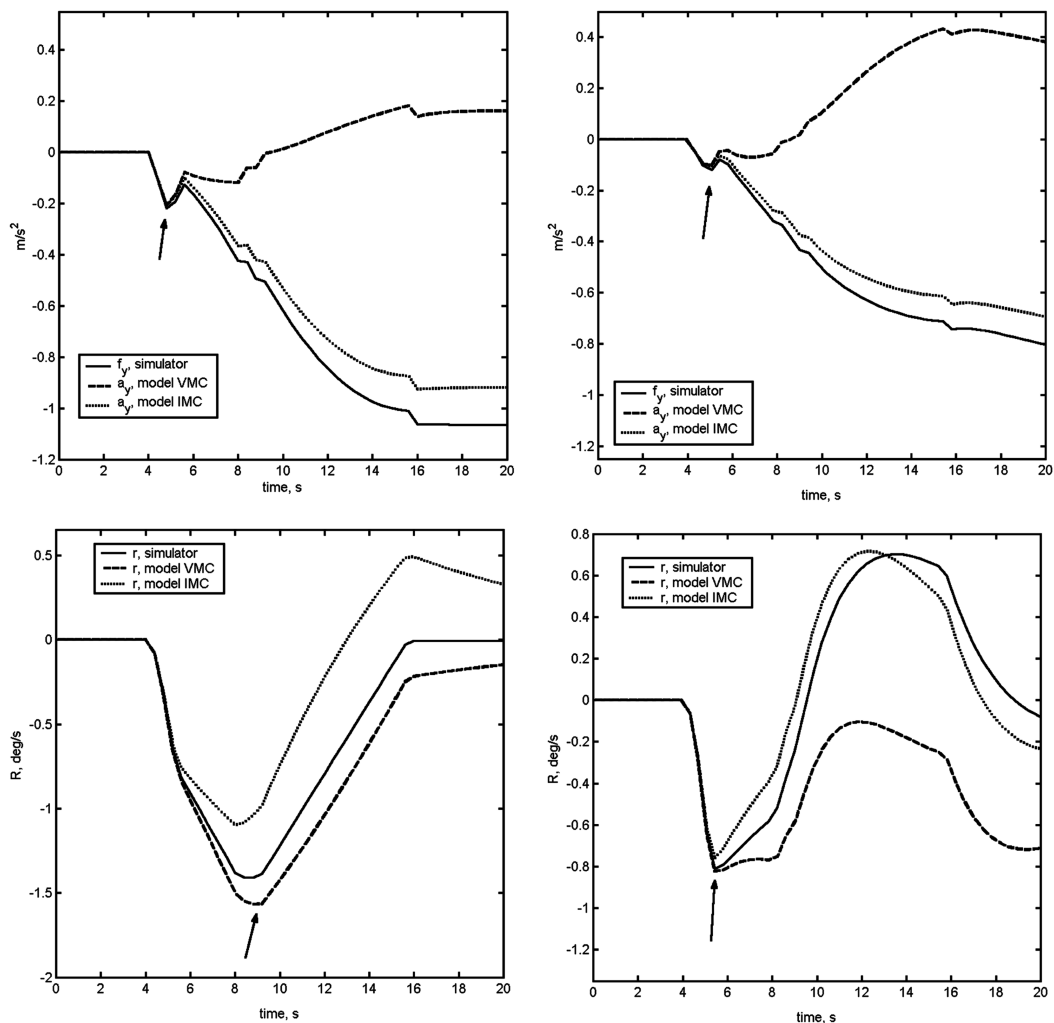 0.4
0.2
0
-0.2
-0.4
-0.6
-0.8
-1
-1.2
m/s²
f_y, simulator
a_y, model VMC
a_y, model IMC
0 2 4 6 8 10 12 14 16 18 20
time, s
0.4
0.2
0
-0.2
-0.4
-0.6
-0.8
-1
-1.2
m/s²
f_y, simulator
a_y, model VMC
a_y, model IMC
0 2 4 6 8 10 12 14 16 18 20
time, s
0.5
0
-0.5
-1
-1.5
-2
R, deg/s
r, simulator
r, model VMC
r, model IMC
0 2 4 6 8 10 12 14 16 18 20
time, s
0.8
0.6
0.4
0.2
0
-0.2
-0.4
-0.6
-0.8
-1
-1.2
R, deg/s
r, simulator
r, model VMC
r, model IMC
0 2 4 6 8 10 12 14 16 18 20
time, s